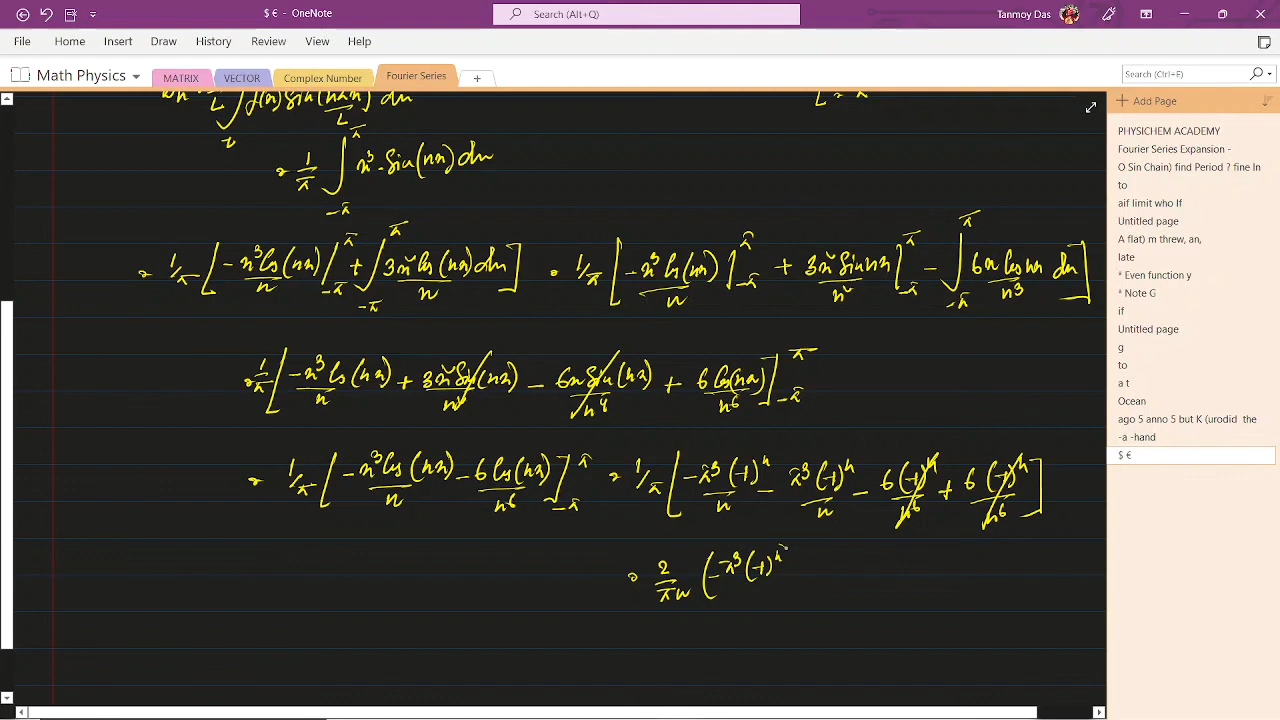 $ € - OneNote
Search (Alt+Q)
Tanmoy Das
File Home Insert Draw History Review View Help
Math Physics
MATRIX VECTOR Complex Number Fourier Series +
Search (Ctrl+E)
Add Page
PHYSICHEM ACADEMY
Fourier Series Expansion -
O Sin Chain) find Period ? fine In
to
aif limit who If
Untitled page
A flat) m threw, an,
late
* Even function y
* Note G
if
Untitled page
g
to
a t
Ocean
ago 5 anno 5 but K (urodid the
-a -hand
$ €
L = π
= 1/π ∫_{-π}^{π} x³ · Sin(nx) dx
= 1/π [ -x³ cos(nx)/n |_{-π}^{π} + ∫_{-π}^{π} 3x² cos(nx) dx/n ] = 1/π [ -x³ cos(nx)/n ]_{-π}^{π} + 3x² sin nx/n² ]_{-π}^{π} - ∫_{-π}^{π} 6x cos nx/n³ dx ]
= 1/π [ -x³ cos(nx)/n + 3x² Sin(nx)/n² - 6x Sin(nx)/n⁴ + 6 cos(nx)/n⁶ ]_{-π}^{π}
= 1/π [ -x³ cos(nx)/n - 6 cos(nx)/n⁶ ]_{-π}^{π} = 1/π [ -π³(-1)ⁿ/n - π³(-1)ⁿ/n - 6(-1)ⁿ/n⁶ + 6(-1)ⁿ/n⁶ ]
= 2/πn (-π³(-1)ⁿ